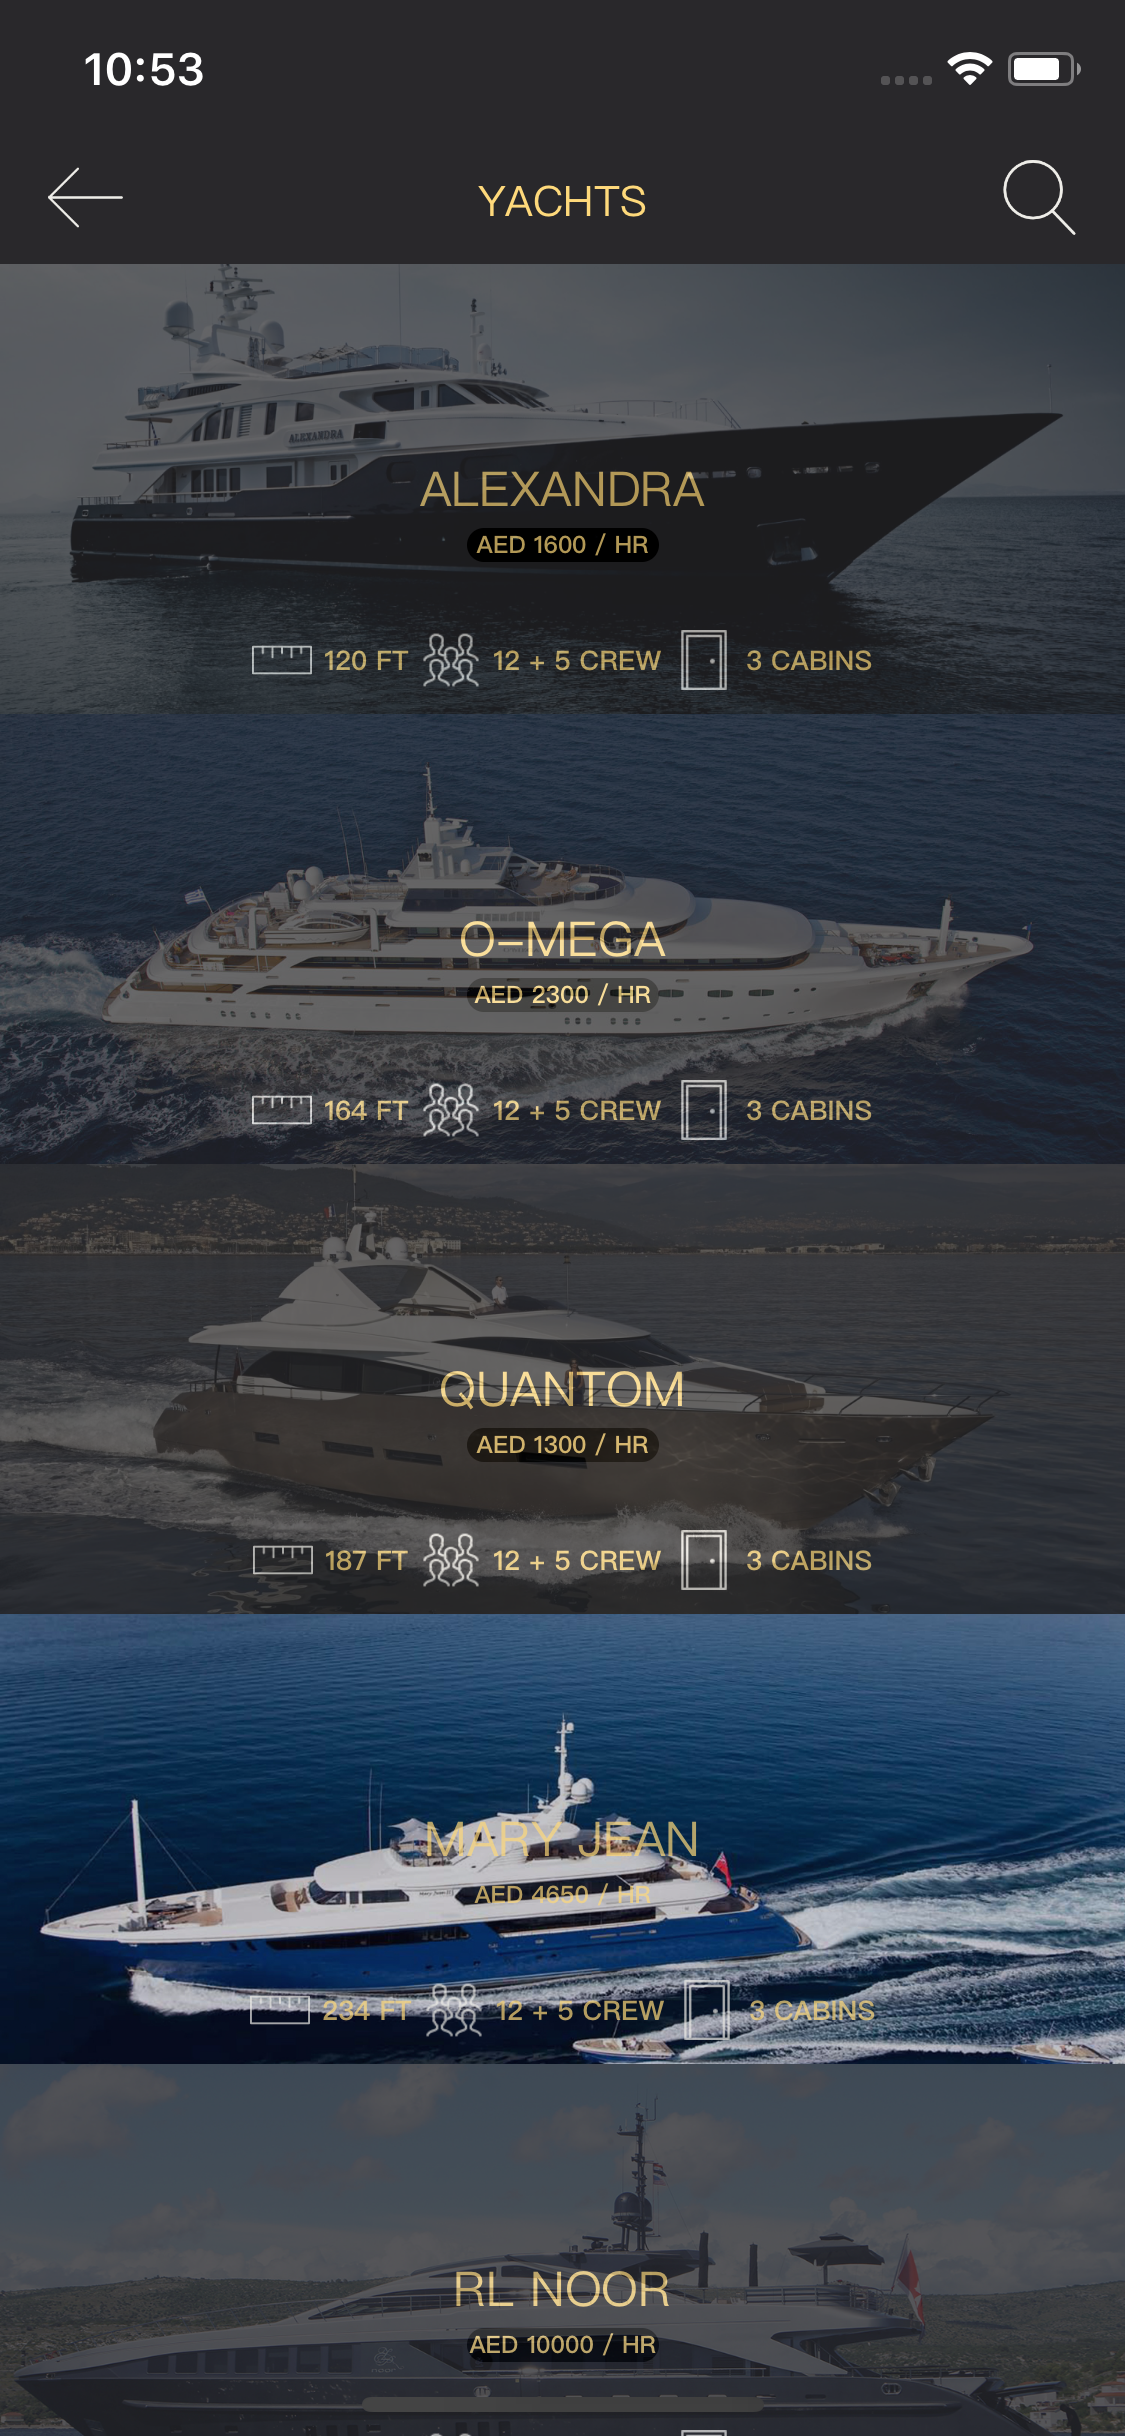 10:53
YACHTS
ALEXANDRA
ALEXANDRA
AED 1600 / HR
120 FT 12 + 5 CREW 3 CABINS
O-MEGA
AED 2300 / HR
164 FT 12 + 5 CREW 3 CABINS
QUANTOM
AED 1300 / HR
187 FT 12 + 5 CREW 3 CABINS
MARY JEAN
AED 4650 / HR
234 FT 12 + 5 CREW 3 CABINS
RL NOOR
AED 10000 / HR